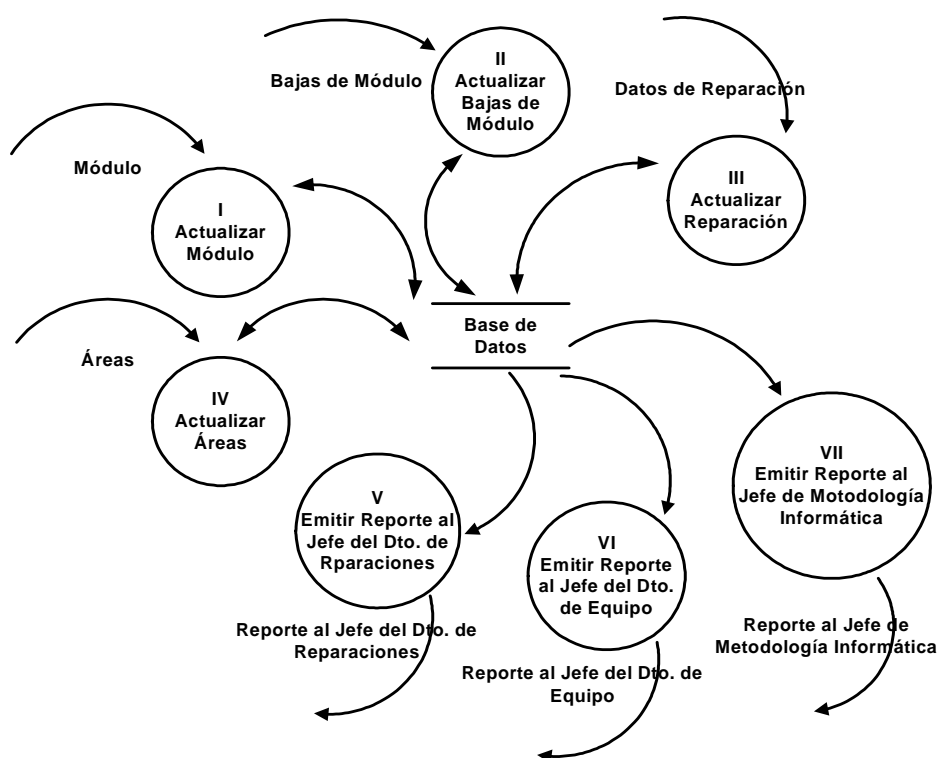 Bajas de Módulo
II
Actualizar
Bajas de
Módulo
Datos de Reparación
Módulo
I
Actualizar
Módulo
III
Actualizar
Reparación
Áreas
IV
Actualizar
Áreas
Base de
Datos
V
Emitir Reporte al
Jefe del Dto. de
Rparaciones
VI
Emitir Reporte
al Jefe del Dto.
de Equipo
VII
Emitir Reporte al
Jefe de Motodología
Informática
Reporte al Jefe del Dto. de
Reparaciones
Reporte al Jefe del Dto. de
Equipo
Reporte al Jefe de
Metodología Informática